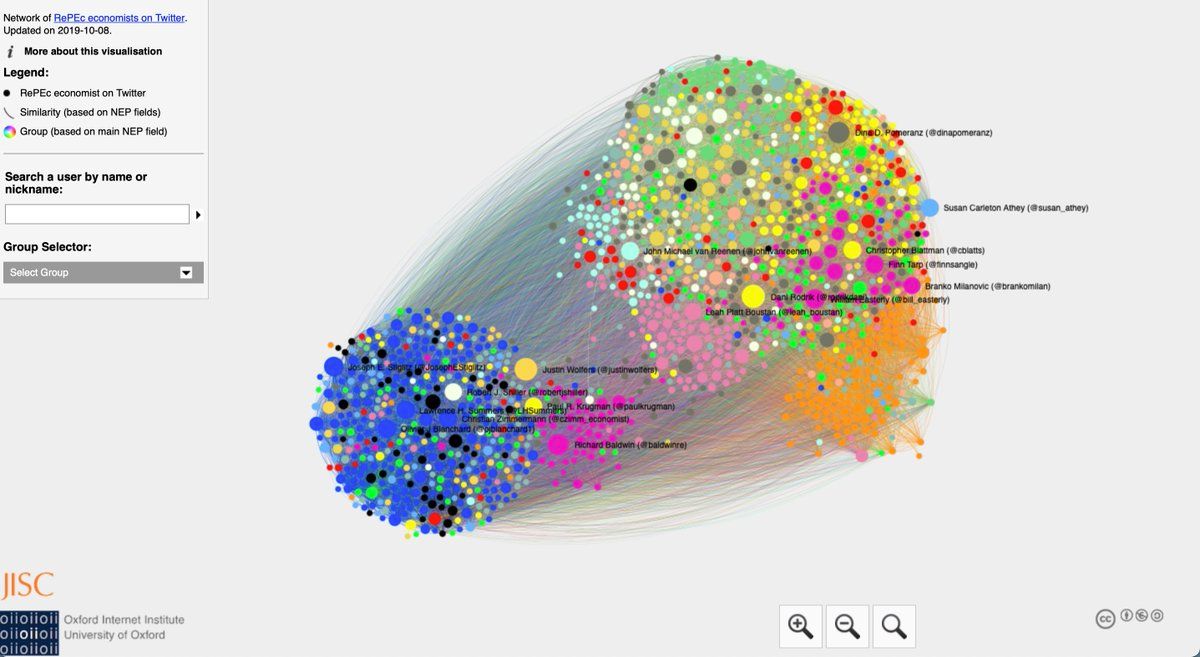 Network of RePEc economists on Twitter.
Updated on 2019-10-08.
i More about this visualisation
Legend:
RePEc economist on Twitter
Similarity (based on NEP fields)
Group (based on main NEP field)
Search a user by name or
nickname:
Group Selector:
Select Group
Dina D. Pomeranz (@dinapomeranz)
Susan Carleton Athey (@susan_athey)
John Michael van Reenen (@johnvanreenen)
Christopher Blattman (@cblatts)
Finn Tarp (@finnsangle)
Branko Milanovic (@brankomilan)
Dani Rodrik (@rodrikdani)
William Easterly (@bill_easterly)
Leah Platt Boustan (@leah_boustan)
Joseph E. Stiglitz (@JosephEStiglitz)
Justin Wolfers (@justinwolfers)
Robert J. Shiller (@robertjshiller)
Paul R. Krugman (@paulkrugman)
Lawrence H. Summers (@LHSummers)
Christian Zimmermann (@czimm_economist)
Olivier J Blanchard (@ojblanchard1)
Richard Baldwin (@baldwinre)
JISC
oiioiioii
oiioiioii
oiioiioii
Oxford Internet Institute
University of Oxford
cc